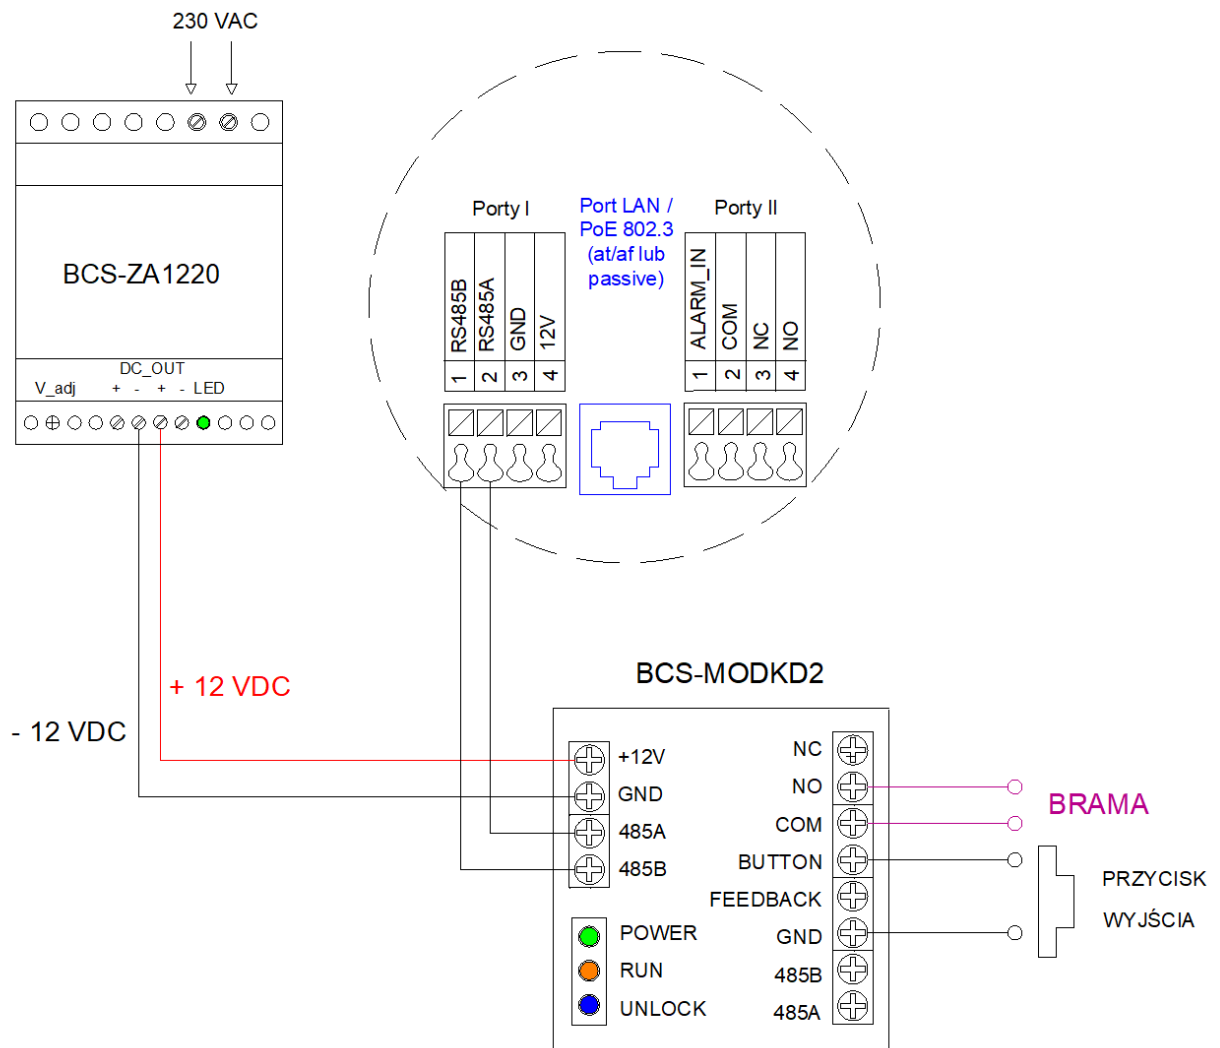 230 VAC
BCS-ZA1220
DC_OUT
V_adj + - + - LED
Porty I
RS485B
RS485A
GND
12V
1 2 3 4
Port LAN /
PoE 802.3
(at/af lub
passive)
Porty II
ALARM_IN
COM
NC
NO
1 2 3 4
+ 12 VDC
- 12 VDC
BCS-MODKD2
+12V
GND
485A
485B
POWER
RUN
UNLOCK
NC
NO
COM
BUTTON
FEEDBACK
GND
485B
485A
BRAMA
PRZYCISK
WYJŚCIA